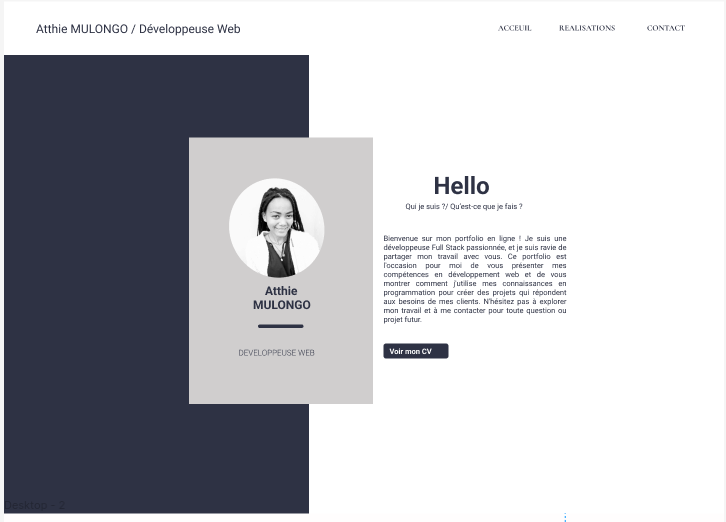 Atthie MULONGO / Développeuse Web
ACCEUIL
REALISATIONS
CONTACT
Atthie
MULONGO
DEVELOPPEUSE WEB
Hello
Qui je suis ?/ Qu'est-ce que je fais ?
Bienvenue sur mon portfolio en ligne ! Je suis une
développeuse Full Stack passionnée, et je suis ravie de
partager mon travail avec vous. Ce portfolio est
l'occasion pour moi de vous présenter mes
compétences en développement web et de vous
montrer comment j'utilise mes connaissances en
programmation pour créer des projets qui répondent
aux besoins de mes clients. N'hésitez pas à explorer
mon travail et à me contacter pour toute question ou
projet futur.
Voir mon CV
Desktop - 2